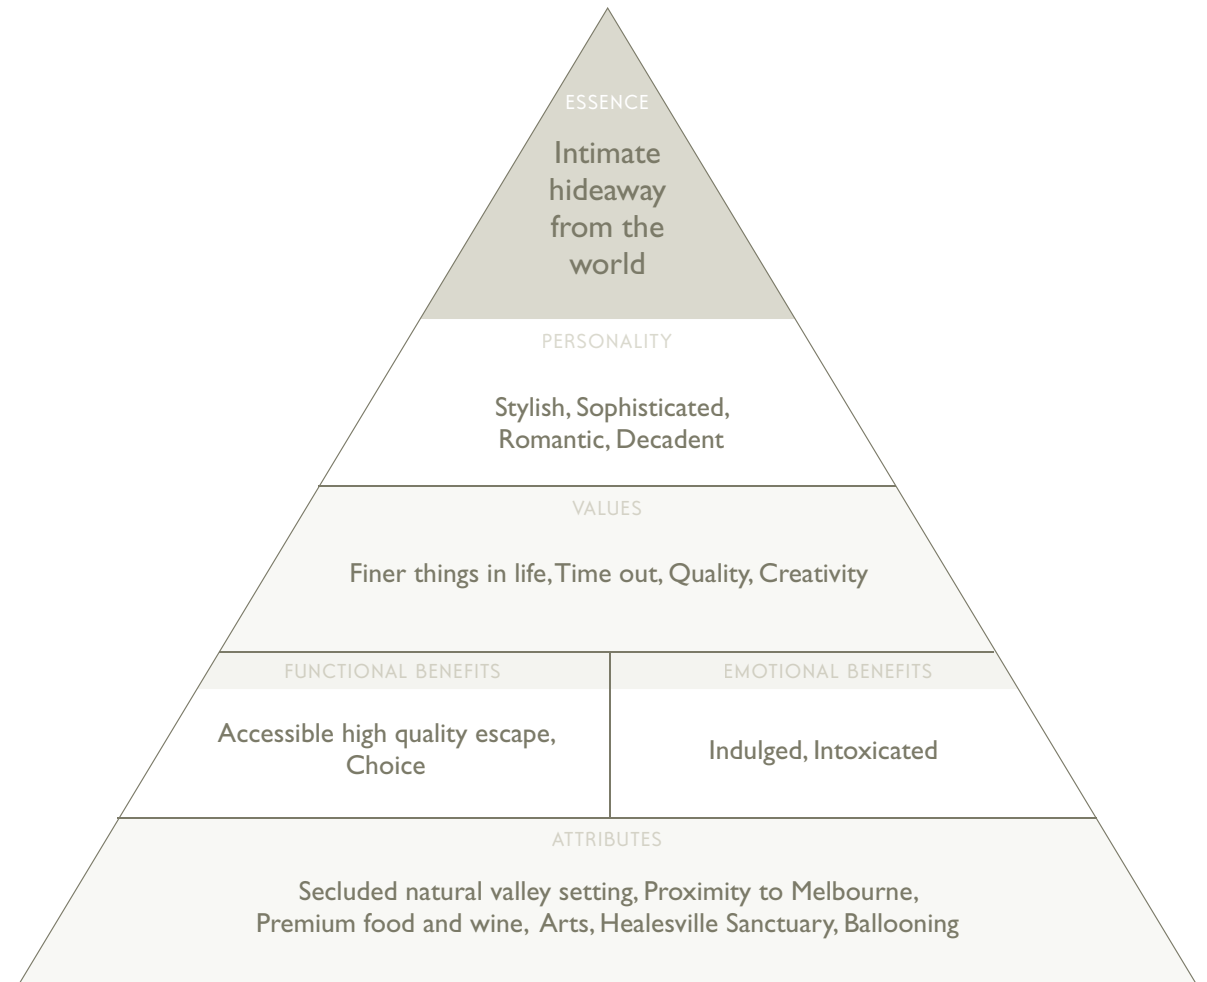 ESSENCE
Intimate
hideaway
from the
world
PERSONALITY
Stylish, Sophisticated,
Romantic, Decadent
VALUES
Finer things in life, Time out, Quality, Creativity
FUNCTIONAL BENEFITS
Accessible high quality escape,
Choice
EMOTIONAL BENEFITS
Indulged, Intoxicated
ATTRIBUTES
Secluded natural valley setting, Proximity to Melbourne,
Premium food and wine, Arts, Healesville Sanctuary, Ballooning